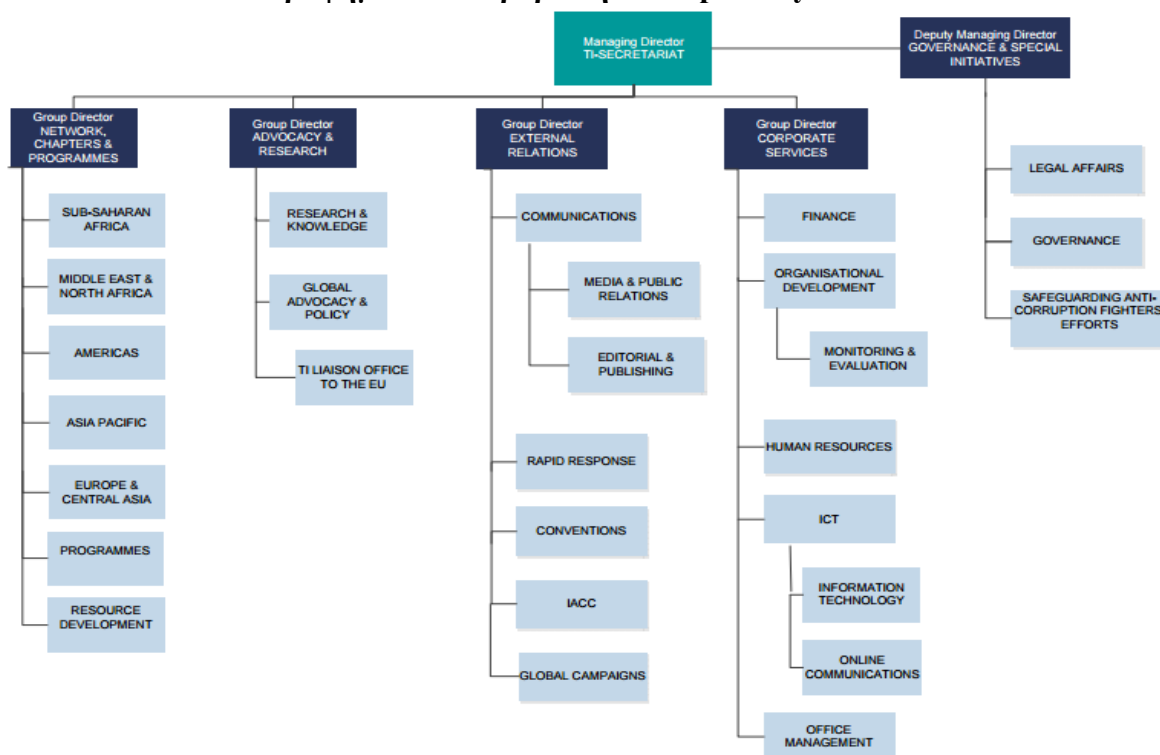 Managing Director
TI-SECRETARIAT
Deputy Managing Director
GOVERNANCE & SPECIAL
INITIATIVES
Group Director
NETWORK,
CHAPTERS &
PROGRAMMES
Group Director
ADVOCACY &
RESEARCH
Group Director
EXTERNAL
RELATIONS
Group Director
CORPORATE
SERVICES
SUB-SAHARAN
AFRICA
MIDDLE EAST &
NORTH AFRICA
AMERICAS
ASIA PACIFIC
EUROPE &
CENTRAL ASIA
PROGRAMMES
RESOURCE
DEVELOPMENT
RESEARCH &
KNOWLEDGE
GLOBAL
ADVOCACY &
POLICY
TI LIAISON OFFICE
TO THE EU
COMMUNICATIONS
MEDIA & PUBLIC
RELATIONS
EDITORIAL &
PUBLISHING
RAPID RESPONSE
CONVENTIONS
IACC
GLOBAL CAMPAIGNS
FINANCE
ORGANISATIONAL
DEVELOPMENT
MONITORING &
EVALUATION
HUMAN RESOURCES
ICT
INFORMATION
TECHNOLOGY
ONLINE
COMMUNICATIONS
OFFICE
MANAGEMENT
LEGAL AFFAIRS
GOVERNANCE
SAFEGUARDING ANTI-
CORRUPTION FIGHTERS
EFFORTS